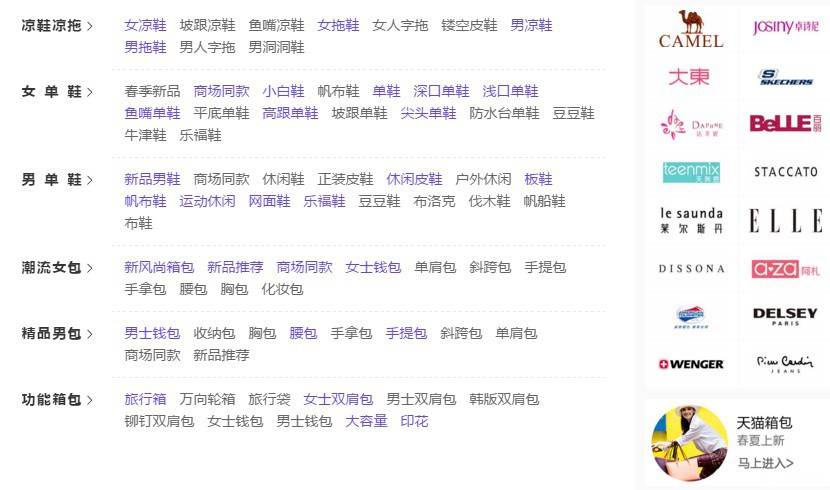 凉鞋凉拖 > 女凉鞋 坡跟凉鞋 鱼嘴凉鞋 女拖鞋 女人字拖 镂空皮鞋 男凉鞋
男拖鞋 男人字拖 男洞洞鞋
女单鞋 > 春季新品 商场同款 小白鞋 帆布鞋 单鞋 深口单鞋 浅口单鞋
鱼嘴单鞋 平底单鞋 高跟单鞋 坡跟单鞋 尖头单鞋 防水台单鞋 豆豆鞋
牛津鞋 乐福鞋
男单鞋 > 新品男鞋 商场同款 休闲鞋 正装皮鞋 休闲皮鞋 户外休闲 板鞋
帆布鞋 运动休闲 网面鞋 乐福鞋 豆豆鞋 布洛克 伐木鞋 帆船鞋
布鞋
潮流女包 > 新风尚箱包 新品推荐 商场同款 女士钱包 单肩包 斜跨包 手提包
手拿包 腰包 胸包 化妆包
精品男包 > 男士钱包 收纳包 胸包 腰包 手拿包 手提包 斜跨包 单肩包
商场同款 新品推荐
功能箱包 > 旅行箱 万向轮箱 旅行袋 女士双肩包 男士双肩包 韩版双肩包
铆钉双肩包 女士钱包 男士钱包 大容量 印花
CAMEL
JOSINY 卓诗尼
大東
S SKECHERS
DAPHNE
达芙妮
BeLLE 百丽
teenmix
天美意
STACCATO
le saunda
莱尔斯丹
ELLE
DISSONA
a·za 阿札
DELSEY
PARIS
WENGER
Pierre Cardin
JEANS
天猫箱包
春夏上新
马上进入>